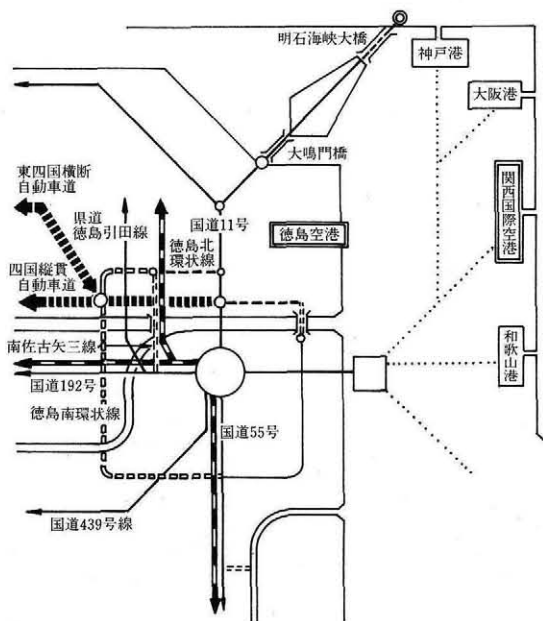 明石海峡大橋
神戸港
大阪港
大鳴門橋
東四国横断
自動車道
県道
徳島引田線
国道11号
徳島空港
関西国際空港
徳島北
環状線
四国縦貫
自動車道
南佐古矢三線
国道192号
和歌山港
徳島南環状線
国道55号
国道439号線